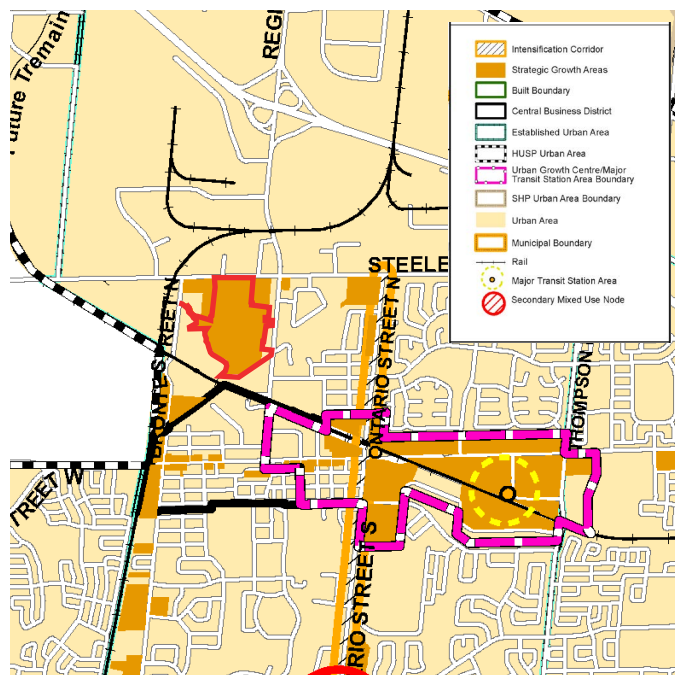 REGI
Future Tremain
STEELE
BRONTE STREET N
ONTARIO STREET N
THOMPSON
STREET W
RIO STREET S
Intensification Corridor
Strategic Growth Areas
Built Boundary
Central Business District
Established Urban Area
HUSP Urban Area
Urban Growth Centre/Major
Transit Station Area Boundary
SHP Urban Area Boundary
Urban Area
Municipal Boundary
Rail
Major Transit Station Area
Secondary Mixed Use Node